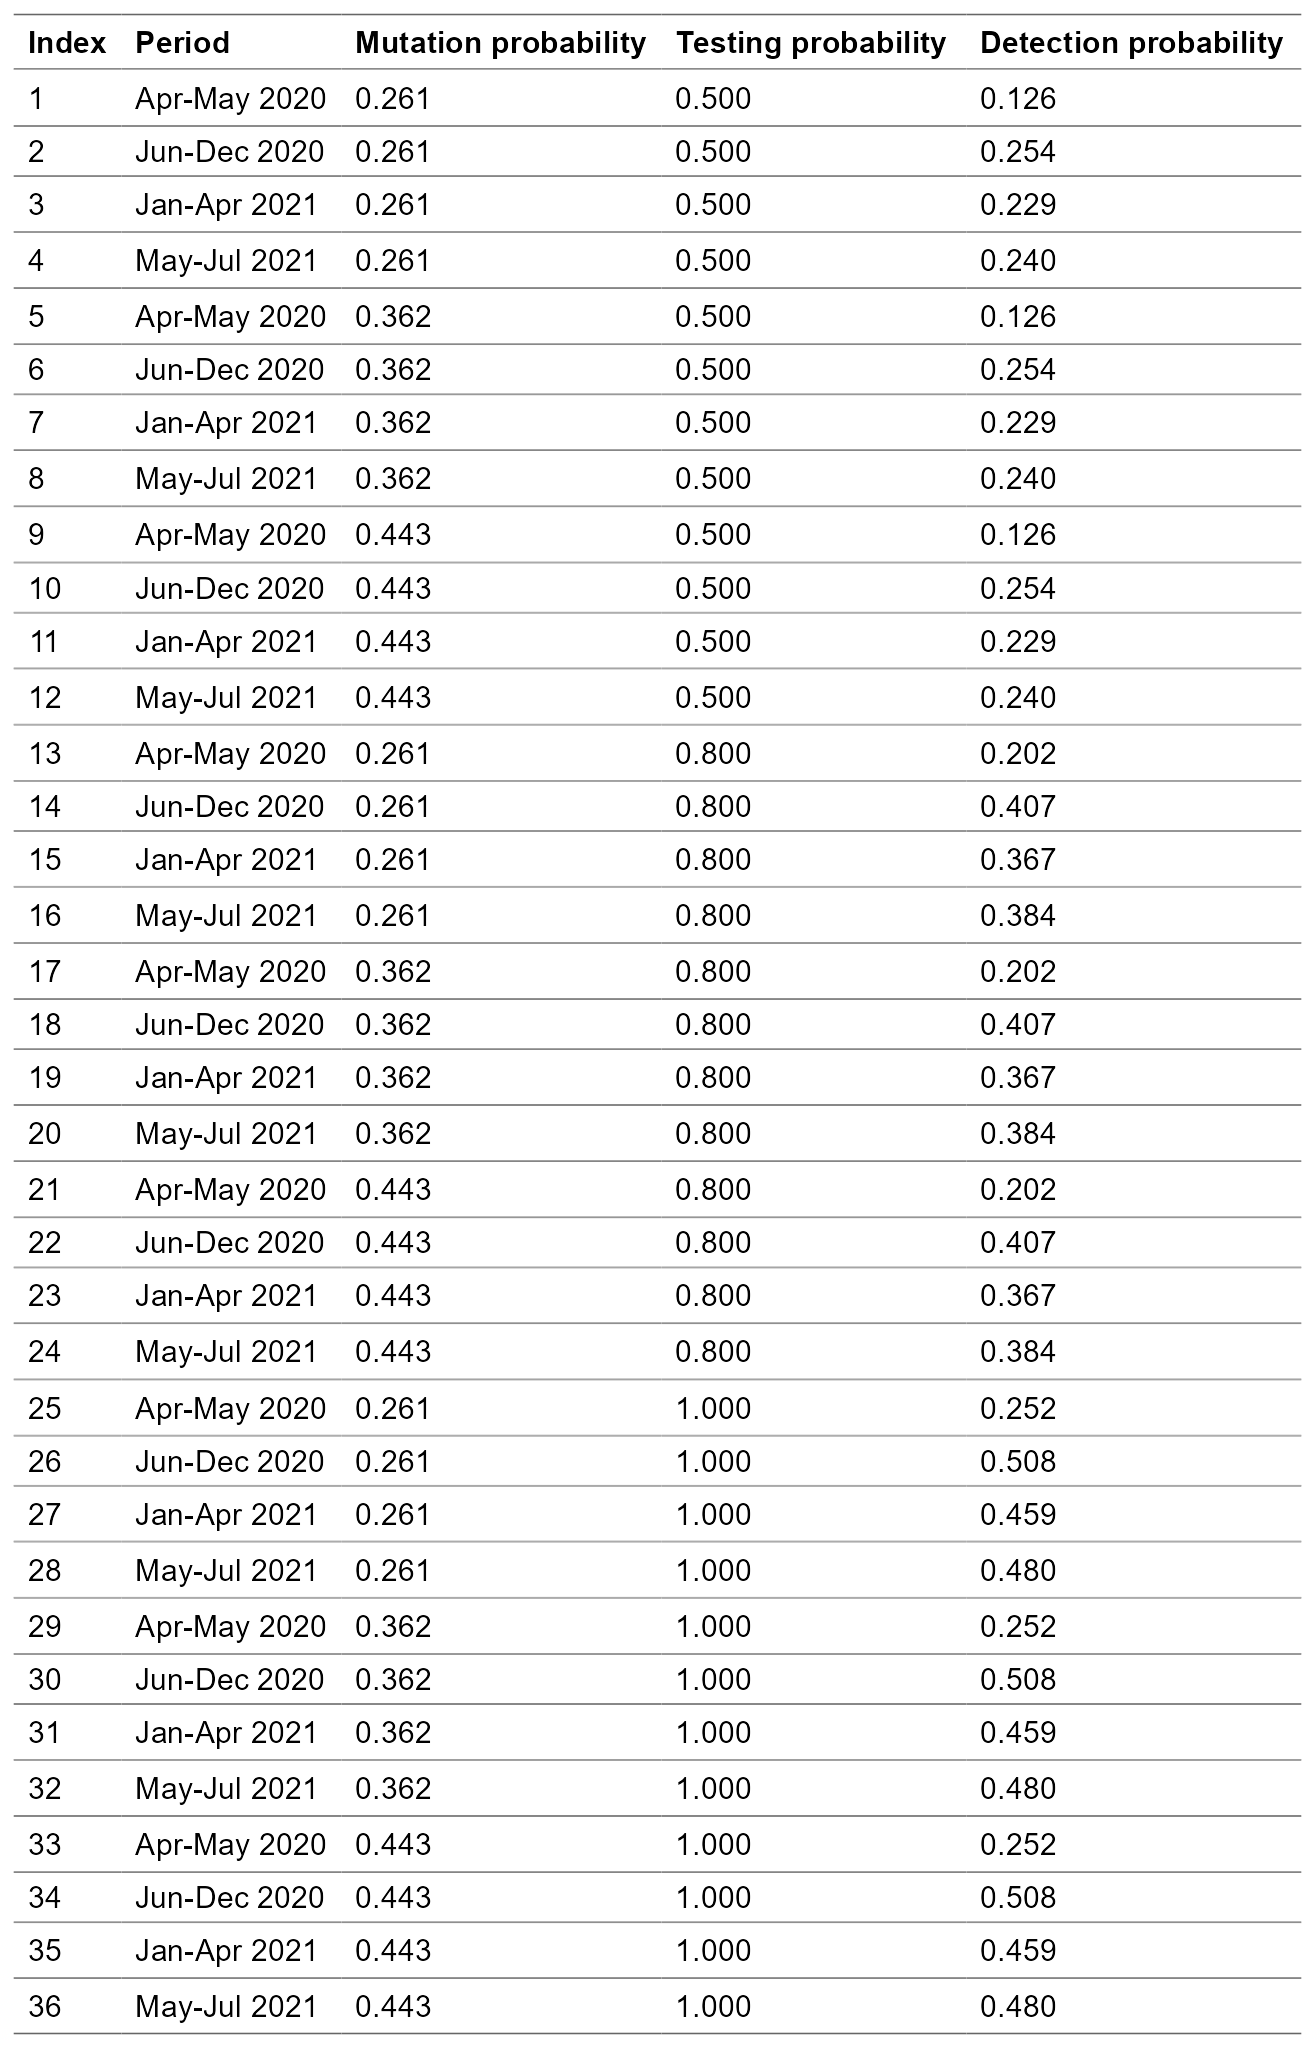 Index Period Mutation probability Testing probability Detection probability
1 Apr-May 2020 0.261 0.500 0.126
2 Jun-Dec 2020 0.261 0.500 0.254
3 Jan-Apr 2021 0.261 0.500 0.229
4 May-Jul 2021 0.261 0.500 0.240
5 Apr-May 2020 0.362 0.500 0.126
6 Jun-Dec 2020 0.362 0.500 0.254
7 Jan-Apr 2021 0.362 0.500 0.229
8 May-Jul 2021 0.362 0.500 0.240
9 Apr-May 2020 0.443 0.500 0.126
10 Jun-Dec 2020 0.443 0.500 0.254
11 Jan-Apr 2021 0.443 0.500 0.229
12 May-Jul 2021 0.443 0.500 0.240
13 Apr-May 2020 0.261 0.800 0.202
14 Jun-Dec 2020 0.261 0.800 0.407
15 Jan-Apr 2021 0.261 0.800 0.367
16 May-Jul 2021 0.261 0.800 0.384
17 Apr-May 2020 0.362 0.800 0.202
18 Jun-Dec 2020 0.362 0.800 0.407
19 Jan-Apr 2021 0.362 0.800 0.367
20 May-Jul 2021 0.362 0.800 0.384
21 Apr-May 2020 0.443 0.800 0.202
22 Jun-Dec 2020 0.443 0.800 0.407
23 Jan-Apr 2021 0.443 0.800 0.367
24 May-Jul 2021 0.443 0.800 0.384
25 Apr-May 2020 0.261 1.000 0.252
26 Jun-Dec 2020 0.261 1.000 0.508
27 Jan-Apr 2021 0.261 1.000 0.459
28 May-Jul 2021 0.261 1.000 0.480
29 Apr-May 2020 0.362 1.000 0.252
30 Jun-Dec 2020 0.362 1.000 0.508
31 Jan-Apr 2021 0.362 1.000 0.459
32 May-Jul 2021 0.362 1.000 0.480
33 Apr-May 2020 0.443 1.000 0.252
34 Jun-Dec 2020 0.443 1.000 0.508
35 Jan-Apr 2021 0.443 1.000 0.459
36 May-Jul 2021 0.443 1.000 0.480